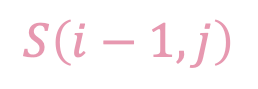 S(i − 1, j)